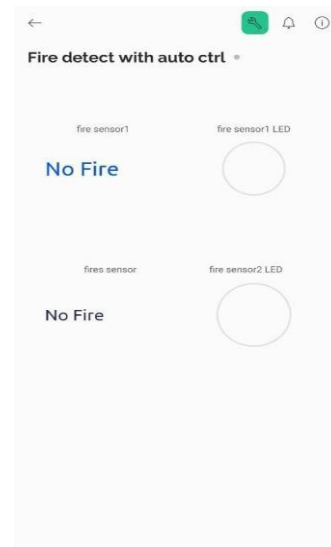 Fire detect with auto ctrl
fire sensor1
fire sensor1 LED
No Fire
fires sensor
fire sensor2 LED
No Fire